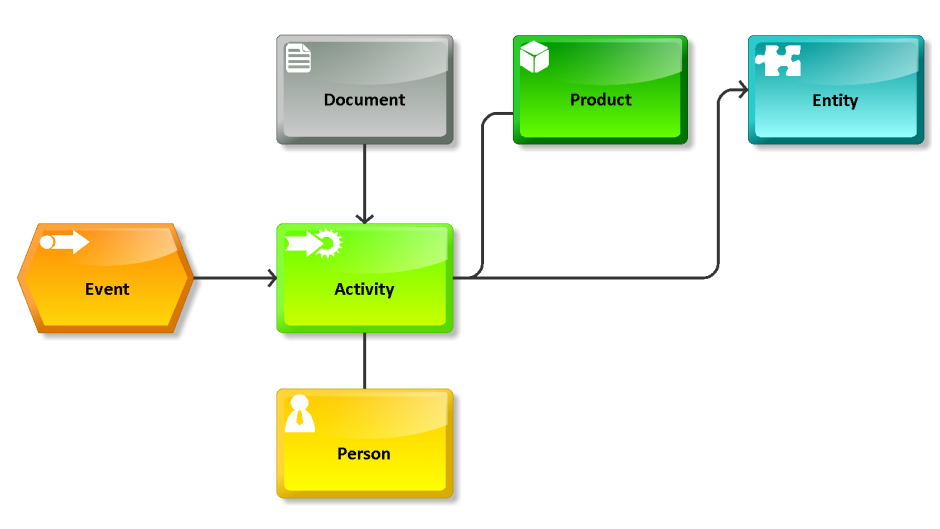 Document
Product
Entity
Event
Activity
Person